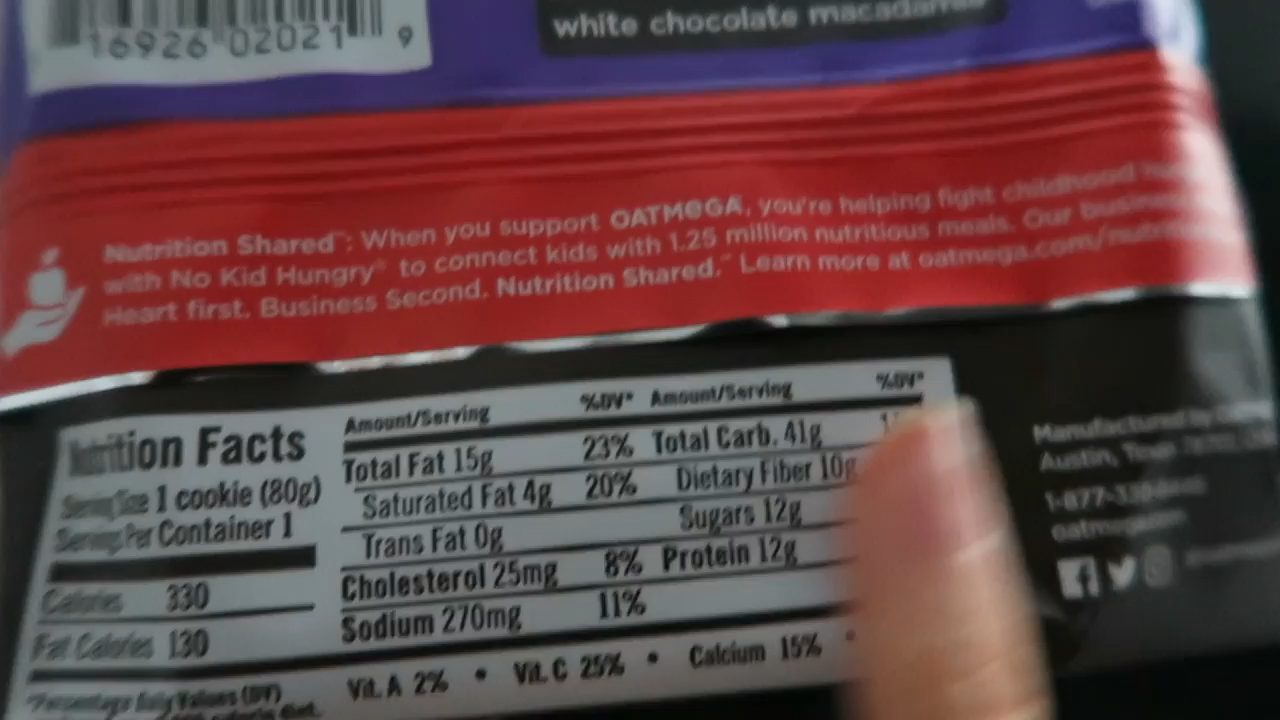 16926 02021 9
white chocolate macadamias
Nutrition Shared™: When you support OATMEGA, you're helping fight childhood
with No Kid Hungry® to connect kids with 1.25 million nutritious meals. Our business
Heart first. Business Second. Nutrition Shared.™ Learn more at oatmega.com/
Nutrition Facts
Serving Size 1 cookie (80g)
Servings Per Container 1
Calories 330
Fat Calories 130
*Percentage Daily Values (DV)
calorie diet.
Amount/Serving %DV*
Total Fat 15g 23%
Saturated Fat 4g 20%
Trans Fat 0g
Cholesterol 25mg 8%
Sodium 270mg 11%
Amount/Serving %DV*
Total Carb. 41g
Dietary Fiber 10g
Sugars 12g
Protein 12g
Vit. A 2% • Vit. C 25% • Calcium 15% •
Manufactured by
Austin, Texas
1-877-
oatmega.com